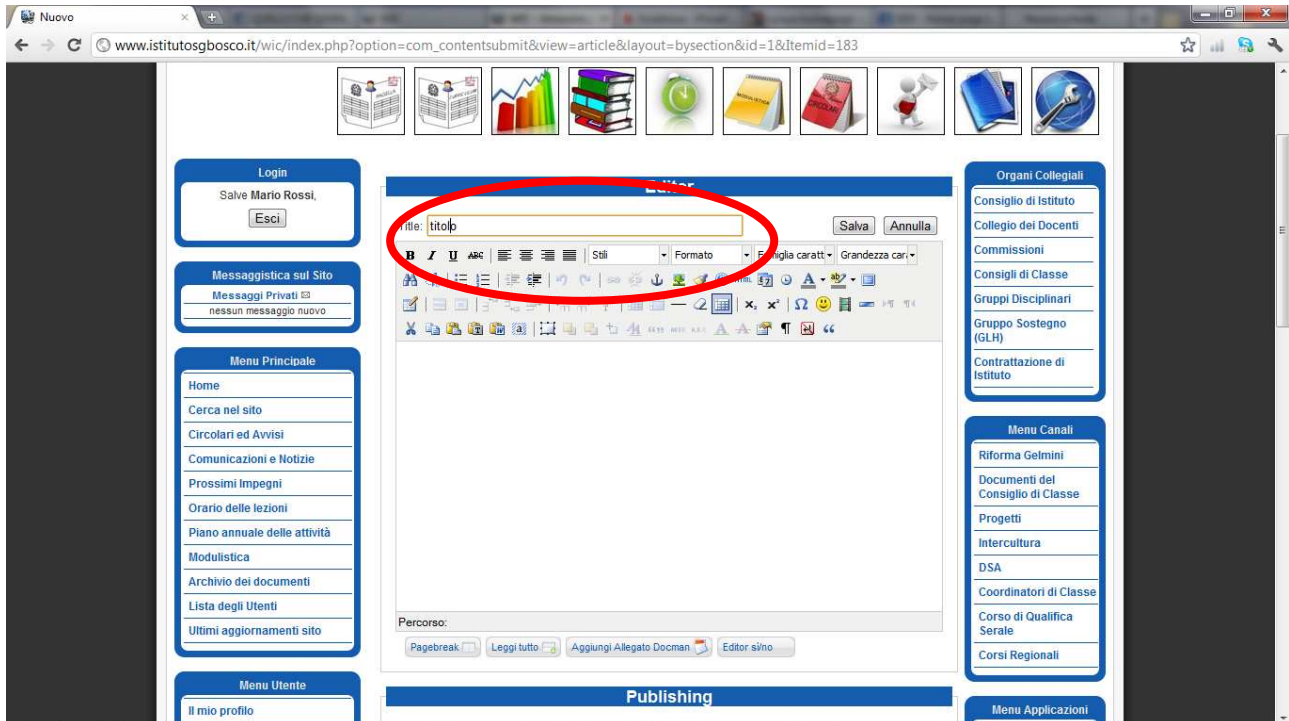 Nuovo
www.istitutosgbosco.it/wic/index.php?option=com_contentsubmit&view=article&layout=bysection&id=1&Itemid=183
CIRCOLARI
Login
Salve Mario Rossi,
Esci
Messaggistica sul Sito
Messaggi Privati
nessun messaggio nuovo
Menu Principale
Home
Cerca nel sito
Circolari ed Avvisi
Comunicazioni e Notizie
Prossimi Impegni
Orario delle lezioni
Piano annuale delle attività
Modulistica
Archivio dei documenti
Lista degli Utenti
Ultimi aggiornamenti sito
Menu Utente
Il mio profilo
Editor
Title: titolo
Salva Annulla
B I U ABC Stili Formato Famiglia caratt Grandezza car
Percorso:
Pagebreak Leggi tutto Aggiungi Allegato Docman Editor sì/no
Publishing
Organi Collegiali
Consiglio di Istituto
Collegio dei Docenti
Commissioni
Consigli di Classe
Gruppi Disciplinari
Gruppo Sostegno
(GLH)
Contrattazione di
Istituto
Menu Canali
Riforma Gelmini
Documenti del
Consiglio di Classe
Progetti
Intercultura
DSA
Coordinatori di Classe
Corso di Qualifica
Serale
Corsi Regionali
Menu Applicazioni